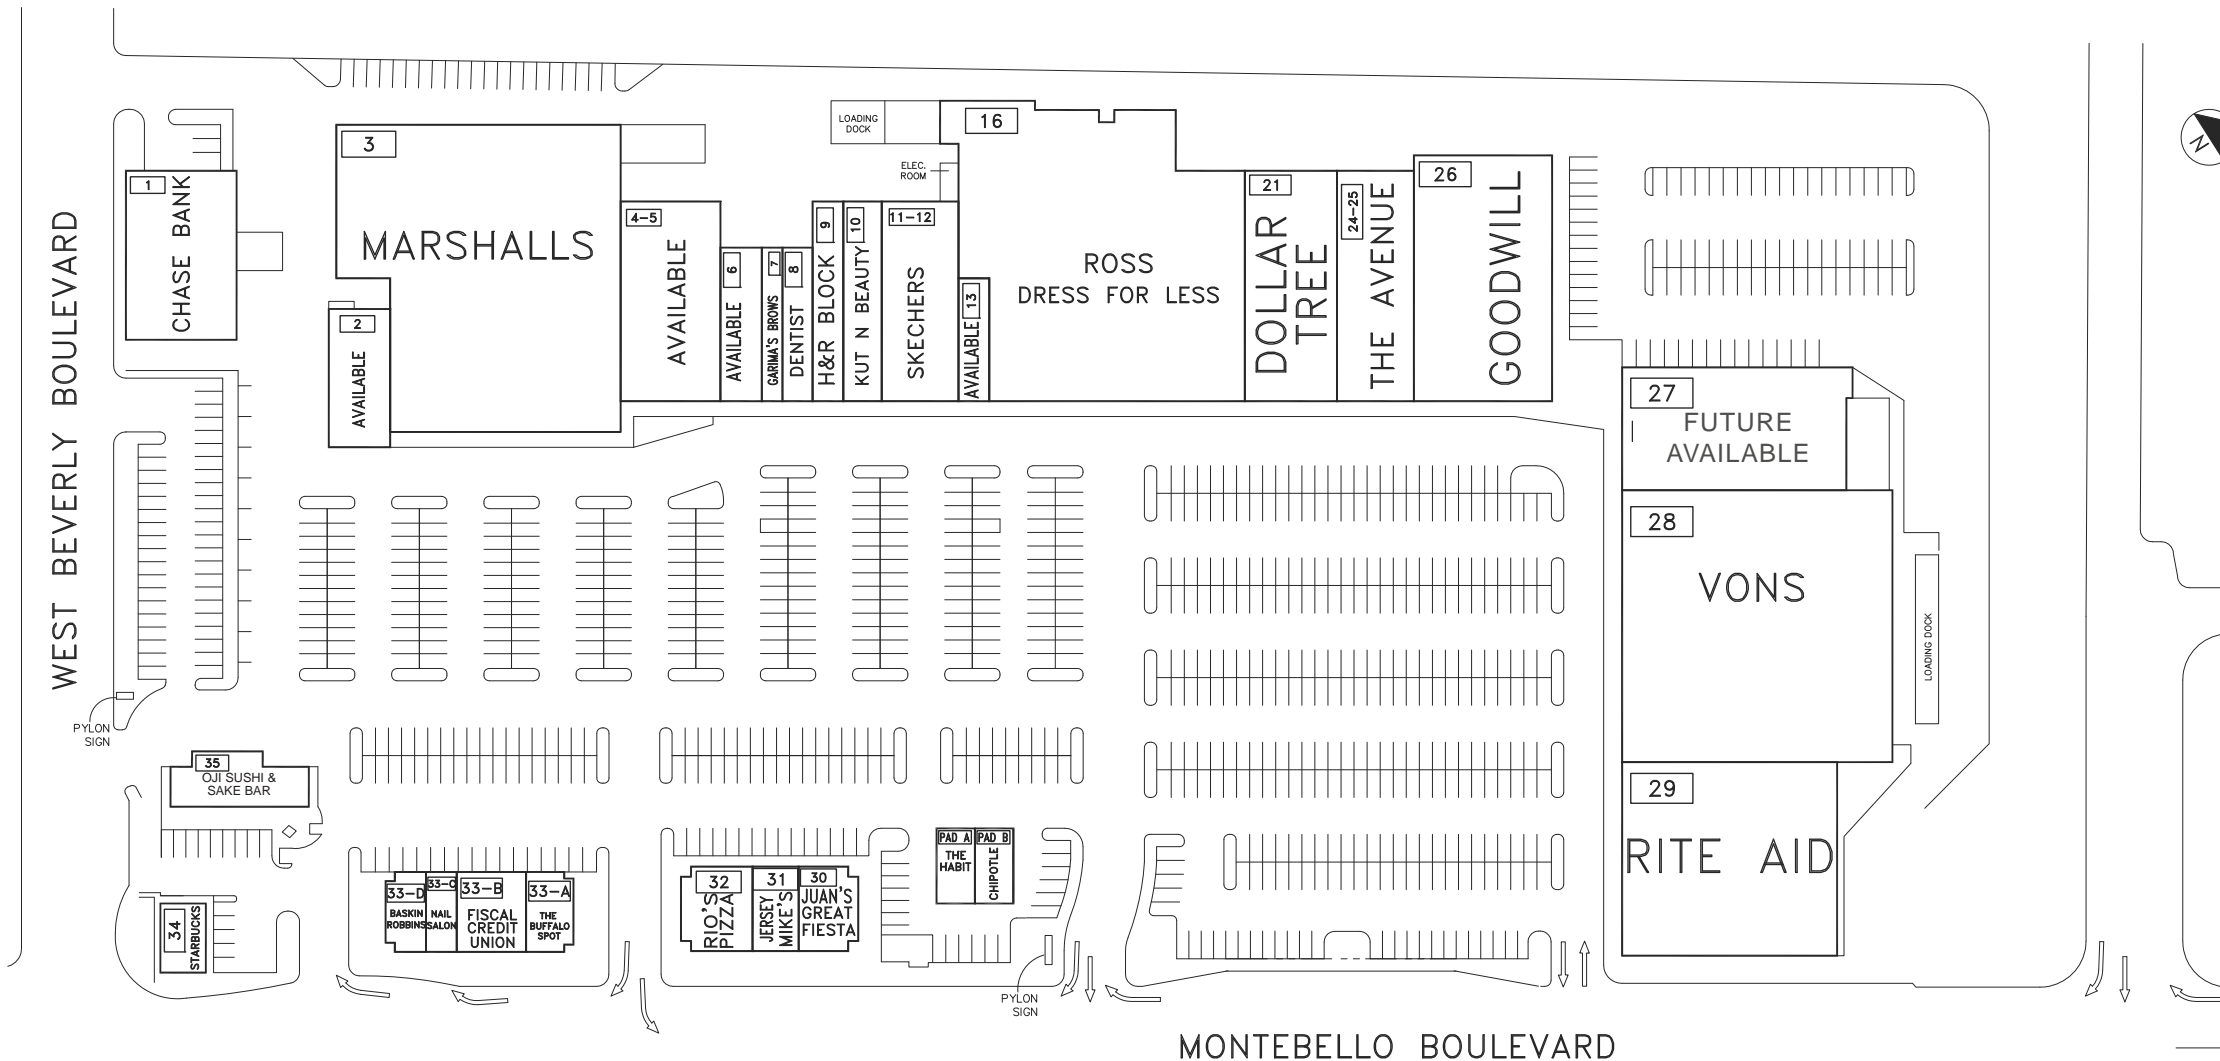 WEST BEVERLY BOULEVARD
1
CHASE BANK
3
MARSHALLS
2
AVAILABLE
4-5
AVAILABLE
6
AVAILABLE
7
GARIMA'S BROWS
8
DENTIST
9
H&R BLOCK
10
KUT N BEAUTY
11-12
SKECHERS
13
AVAILABLE
LOADING
DOCK
ELEC.
ROOM
16
ROSS
DRESS FOR LESS
21
DOLLAR
TREE
24-25
THE AVENUE
26
GOODWILL
N
27
FUTURE
AVAILABLE
28
VONS
LOADING DOCK
29
RITE AID
PYLON
SIGN
35
OJI SUSHI &
SAKE BAR
34
STARBUCKS
33-D
BASKIN
ROBBINS
33-C
NAIL
SALON
33-B
FISCAL
CREDIT
UNION
33-A
THE
BUFFALO
SPOT
32
RIO'S
PIZZA
31
JERSEY
MIKE'S
30
JUAN'S
GREAT
FIESTA
PAD A
THE
HABIT
PAD B
CHIPOTLE
PYLON
SIGN
MONTEBELLO BOULEVARD